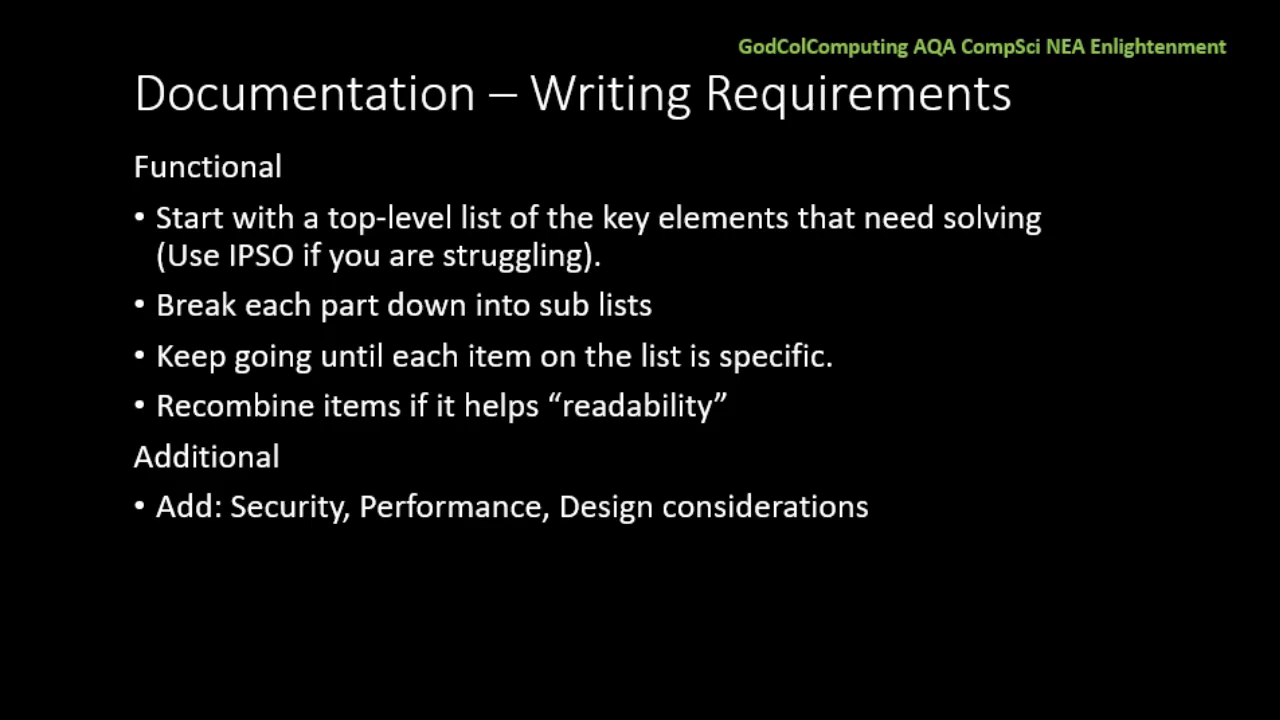 GodColComputing AQA CompSci NEA Enlightenment
Documentation – Writing Requirements
Functional
• Start with a top-level list of the key elements that need solving
(Use IPSO if you are struggling).
• Break each part down into sub lists
• Keep going until each item on the list is specific.
• Recombine items if it helps “readability”
Additional
• Add: Security, Performance, Design considerations